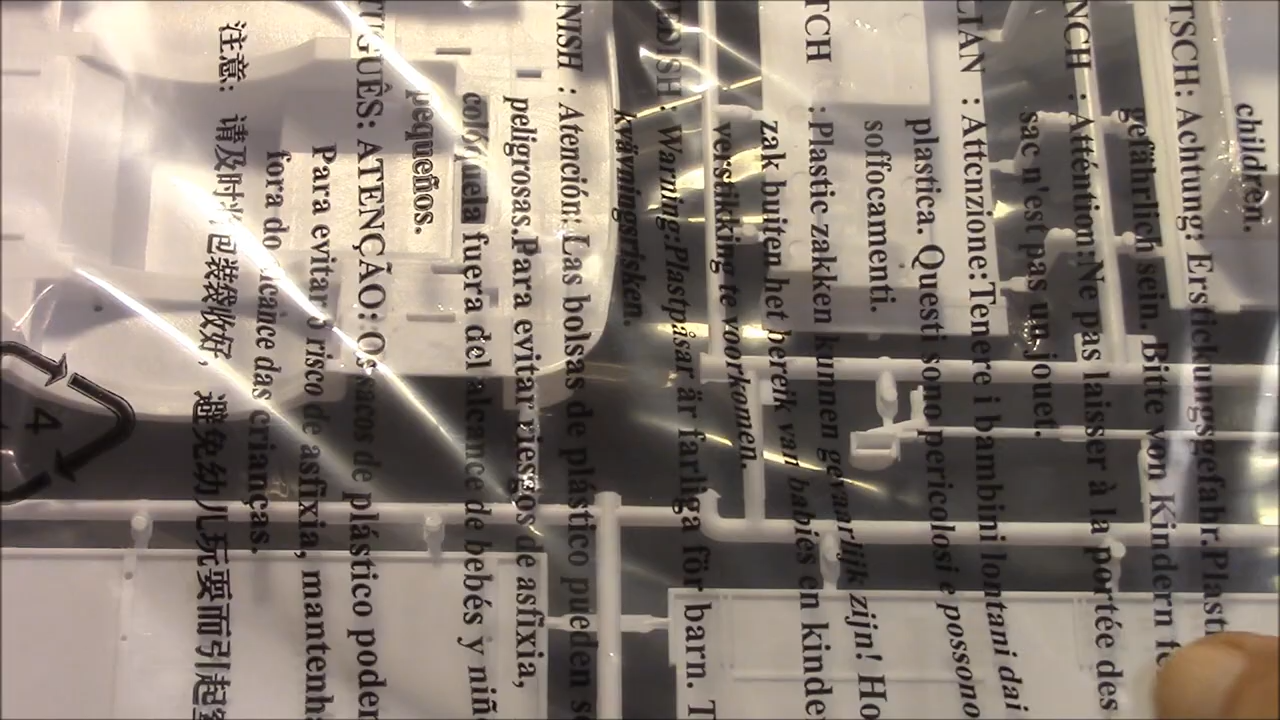 children.
TSCH: Achtung: Erstickungsgefahr.Plasti
gefährlich sein. Bitte von Kindern fe
NCH : Atténtion:Ne pas laisser à la portée des
sac n'est pas un jouet.
LIAN : Attcnzione:Tenere i bambini lontani dai
plastica. Questi sono pericolosi e possono
soffocamenti.
TCH : Plastic zakken kunnen gevaarlijk zijn! Ho
zak buiten het bereik van babies en kinde
verstikking te voorkomen.
EDISH : Warning:Plastpåsar är farliga för barn. T
kvävningsrisken.
NISH : Atención: Las bolsas de plástico pueden s
peligrosas.Para evitar riesgos de asfixia,
colóquela fuera del alcance de bebés y niñ
pequeños.
TUGUÊS: ATENÇÃO: Os sacos de plástico poder
Para evitar o risco de asfixia, mantenha
fora do alcance das crianças.
注意: 请及时将包装袋收好, 避免幼儿玩耍而引起窒
4